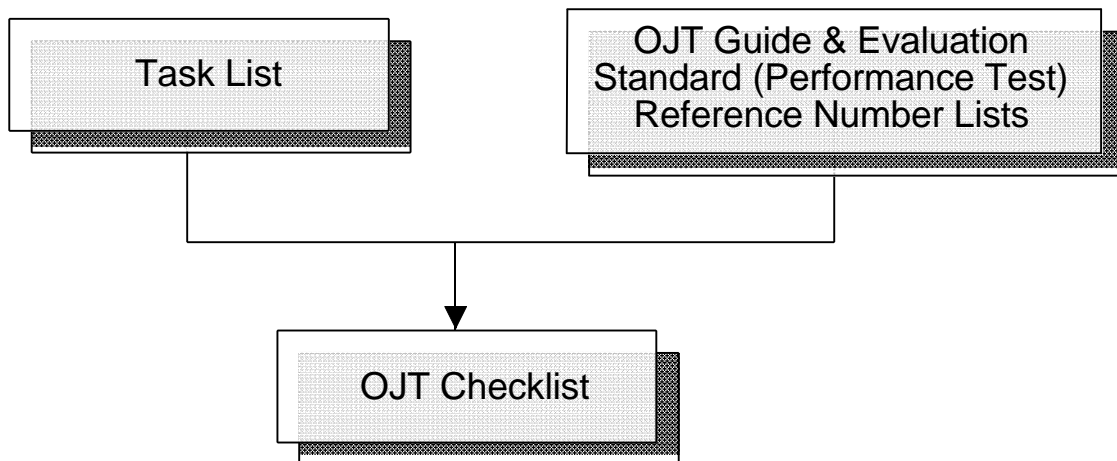 Task List
OJT Guide & Evaluation
Standard (Performance Test)
Reference Number Lists
OJT Checklist